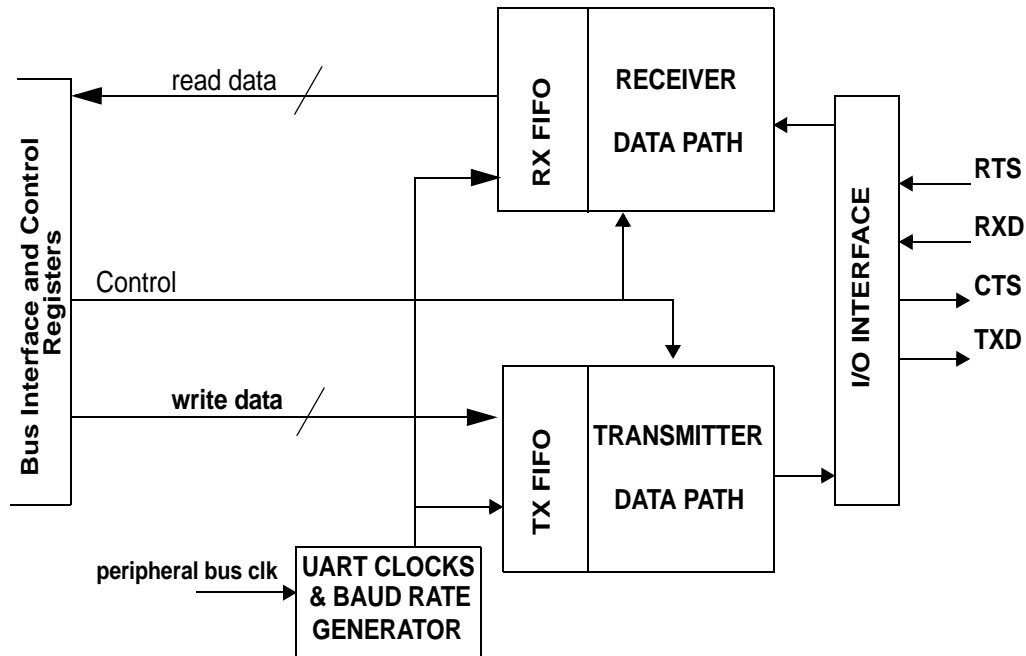 read data
RX FIFO
RECEIVER
DATA PATH
Bus Interface and Control
Registers
Control
write data
TX FIFO
TRANSMITTER
DATA PATH
I/O INTERFACE
RTS
RXD
CTS
TXD
peripheral bus clk
UART CLOCKS
& BAUD RATE
GENERATOR